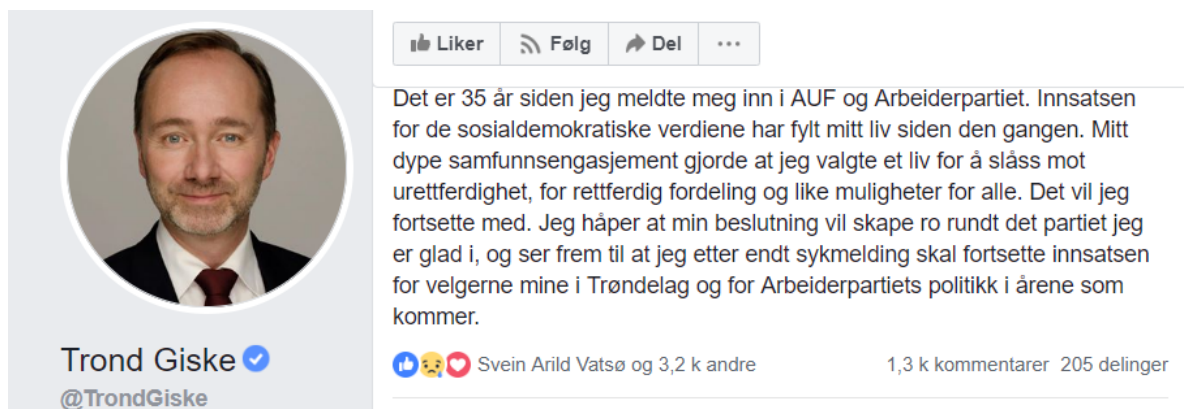 Liker
Følg
Del
Det er 35 år siden jeg meldte meg inn i AUF og Arbeiderpartiet. Innsatsen
for de sosialdemokratiske verdiene har fylt mitt liv siden den gangen. Mitt
dype samfunnsengasjement gjorde at jeg valgte et liv for å slåss mot
urettferdighet, for rettferdig fordeling og like muligheter for alle. Det vil jeg
fortsette med. Jeg håper at min beslutning vil skape ro rundt det partiet jeg
er glad i, og ser frem til at jeg etter endt sykmelding skal fortsette innsatsen
for velgerne mine i Trøndelag og for Arbeiderpartiets politikk i årene som
kommer.
Svein Arild Vatsø og 3,2 k andre
1,3 k kommentarer 205 delinger
Trond Giske
@TrondGiske